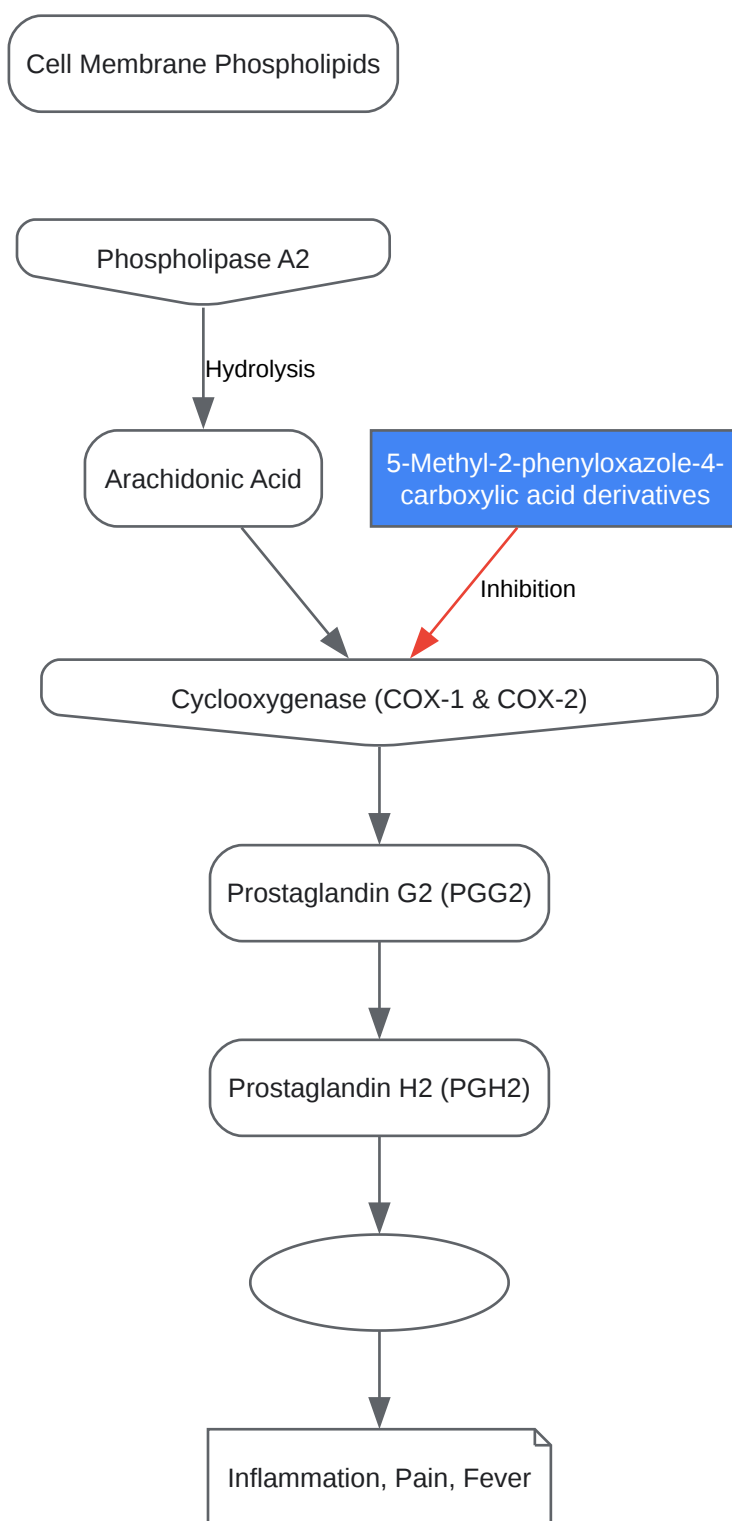 Cell Membrane Phospholipids
Phospholipase A2
Hydrolysis
Arachidonic Acid
5-Methyl-2-phenyloxazole-4-
carboxylic acid derivatives
Inhibition
Cyclooxygenase (COX-1 & COX-2)
Prostaglandin G2 (PGG2)
Prostaglandin H2 (PGH2)
Inflammation, Pain, Fever